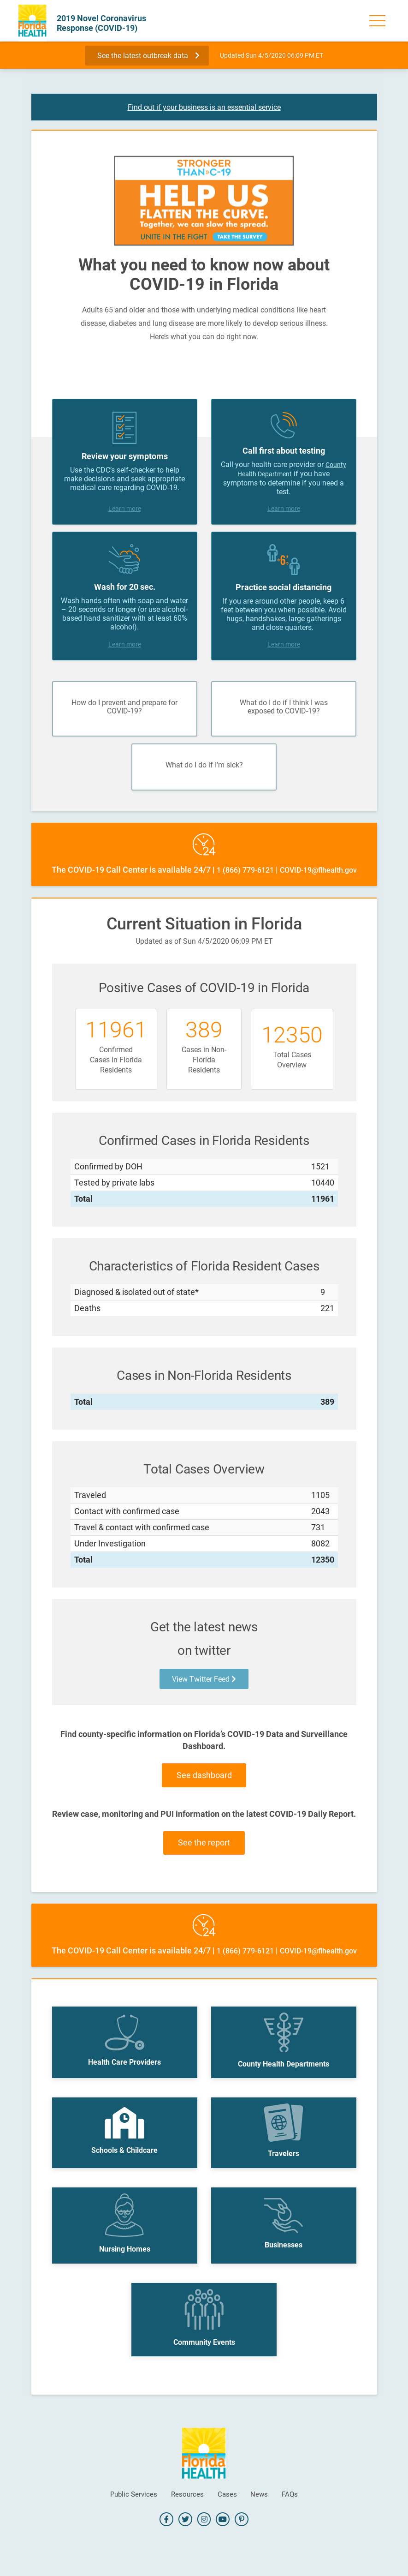 Florida
HEALTH
2019 Novel Coronavirus
Response (COVID-19)
See the latest outbreak data
Updated Sun 4/5/2020 06:09 PM ET
Find out if your business is an essential service
STRONGER
THAN C-19
HELP US
FLATTEN THE CURVE.
Together, we can slow the spread.
UNITE IN THE FIGHT
TAKE THE SURVEY
What you need to know now about
COVID-19 in Florida
Adults 65 and older and those with underlying medical conditions like heart
disease, diabetes and lung disease are more likely to develop serious illness.
Here's what you can do right now.
Review your symptoms
Use the CDC's self-checker to help
make decisions and seek appropriate
medical care regarding COVID-19.
Learn more
Call first about testing
Call your health care provider or County
Health Department if you have
symptoms to determine if you need a
test.
Learn more
Wash for 20 sec.
Wash hands often with soap and water
– 20 seconds or longer (or use alcohol-
based hand sanitizer with at least 60%
alcohol).
Learn more
6'
Practice social distancing
If you are around other people, keep 6
feet between you when possible. Avoid
hugs, handshakes, large gatherings
and close quarters.
Learn more
How do I prevent and prepare for
COVID-19?
What do I do if I think I was
exposed to COVID-19?
What do I do if I'm sick?
24
The COVID-19 Call Center is available 24/7 | 1 (866) 779-6121 | COVID-19@flhealth.gov
Current Situation in Florida
Updated as of Sun 4/5/2020 06:09 PM ET
Positive Cases of COVID-19 in Florida
11961
Confirmed
Cases in Florida
Residents
389
Cases in Non-
Florida
Residents
12350
Total Cases
Overview
Confirmed Cases in Florida Residents
Confirmed by DOH 1521
Tested by private labs 10440
Total 11961
Characteristics of Florida Resident Cases
Diagnosed & isolated out of state* 9
Deaths 221
Cases in Non-Florida Residents
Total 389
Total Cases Overview
Traveled 1105
Contact with confirmed case 2043
Travel & contact with confirmed case 731
Under Investigation 8082
Total 12350
Get the latest news
on twitter
View Twitter Feed
Find county-specific information on Florida's COVID-19 Data and Surveillance
Dashboard.
See dashboard
Review case, monitoring and PUI information on the latest COVID-19 Daily Report.
See the report
24
The COVID-19 Call Center is available 24/7 | 1 (866) 779-6121 | COVID-19@flhealth.gov
Health Care Providers
County Health Departments
Schools & Childcare
Travelers
Nursing Homes
Businesses
Community Events
Florida
HEALTH
Public Services Resources Cases News FAQs